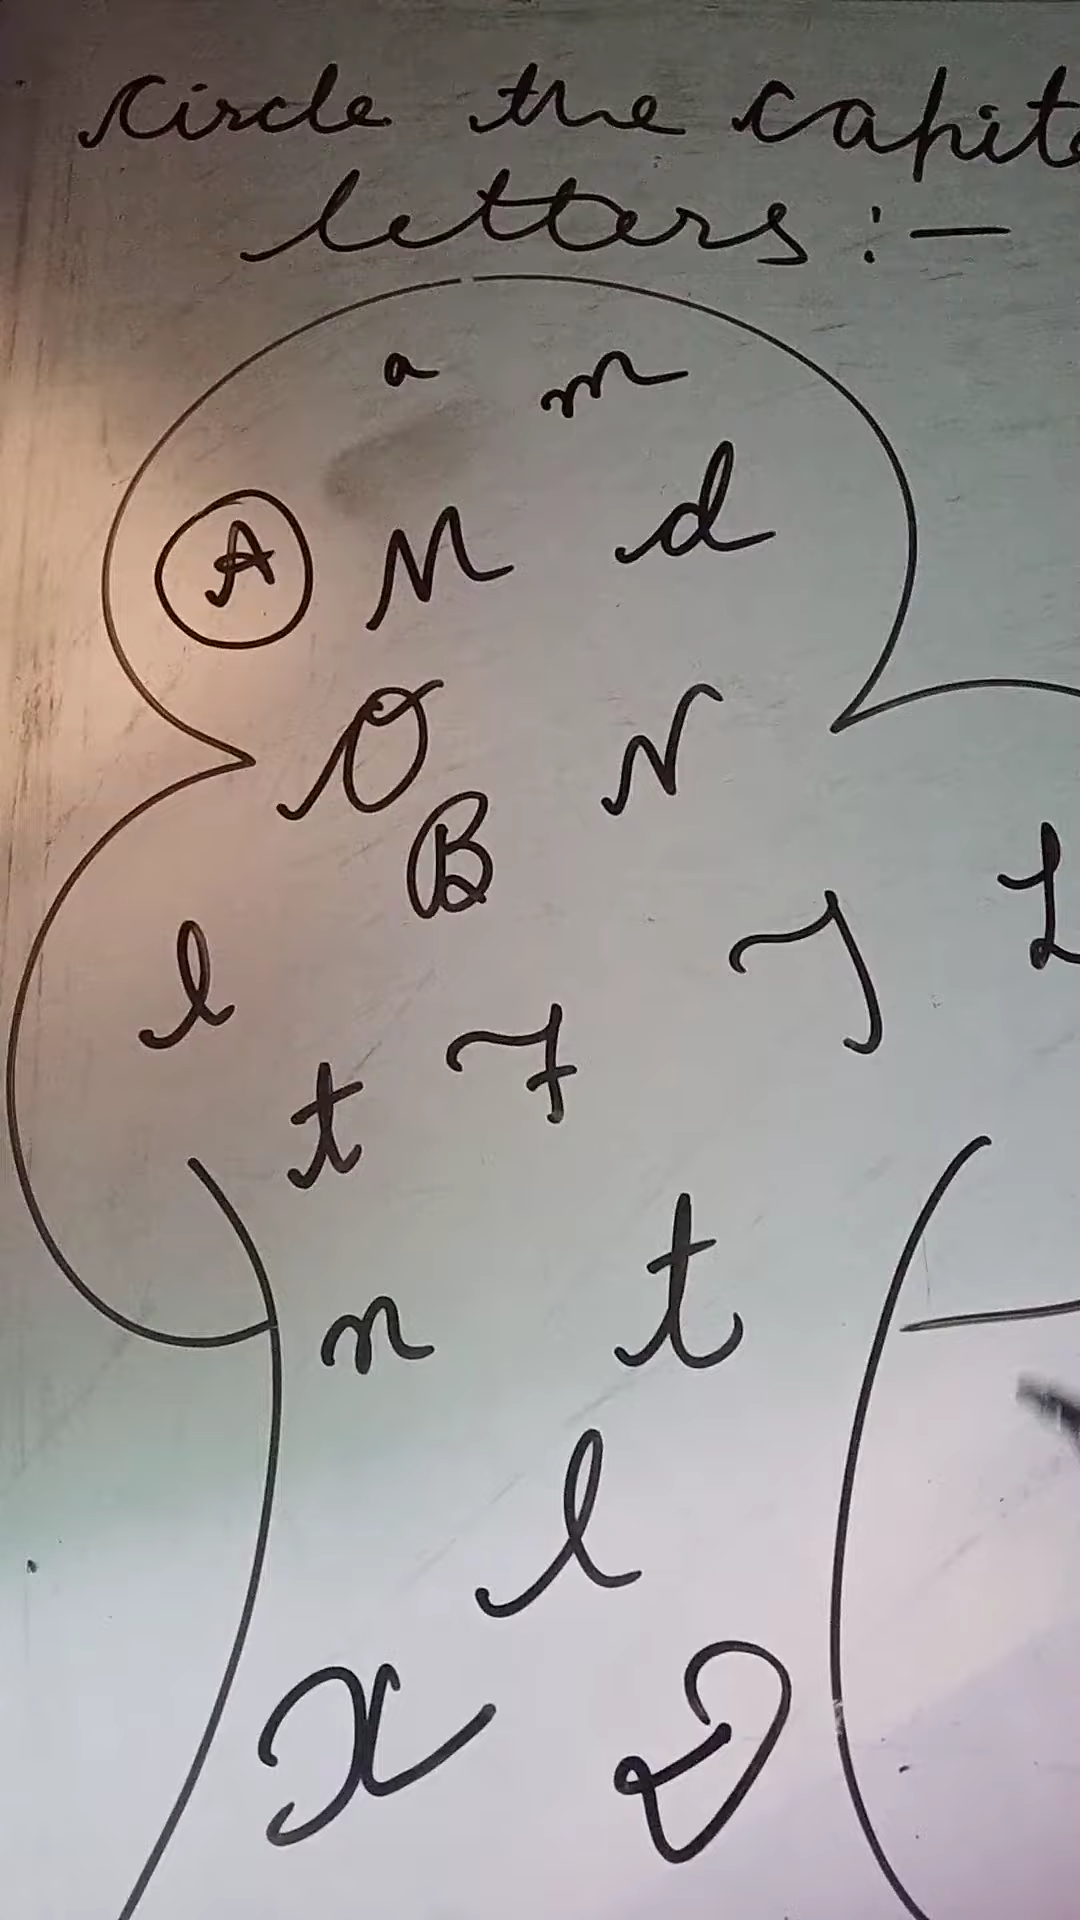 Circle the capit
letters :-
a m
A M d
O N
B
l J L
t F
n t
l
X Q